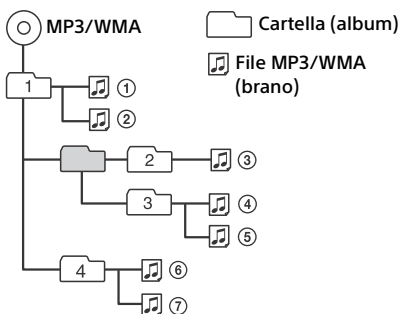 MP3/WMA
Cartella (album)
File MP3/WMA
(brano)
1
①
②
2
③
3
④
⑤
4
⑥
⑦